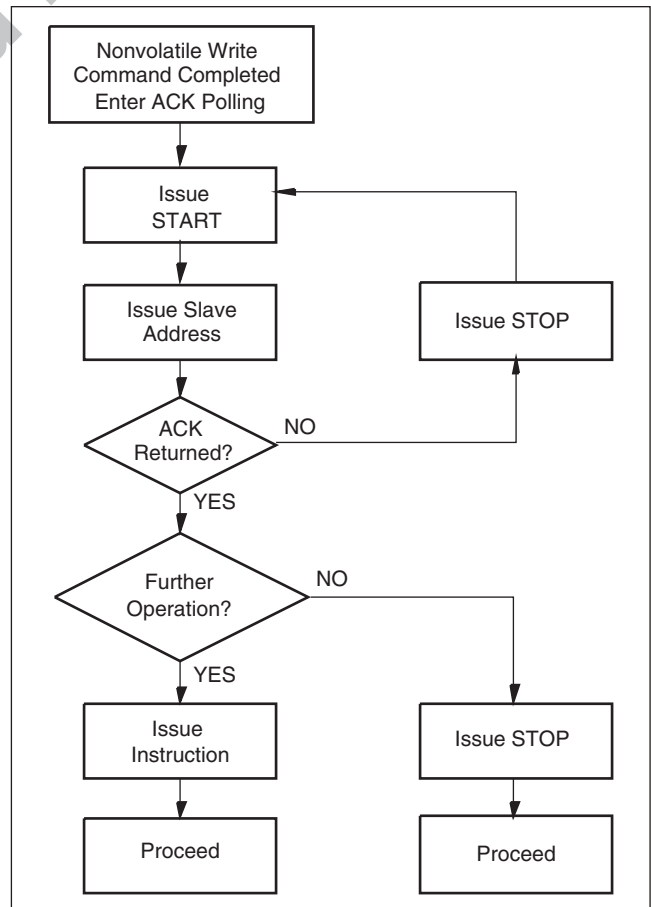 Nonvolatile Write
Command Completed
Enter ACK Polling
Issue
START
Issue Slave
Address
Issue STOP
ACK
Returned?
NO
YES
Further
Operation?
NO
YES
Issue
Instruction
Issue STOP
Proceed
Proceed